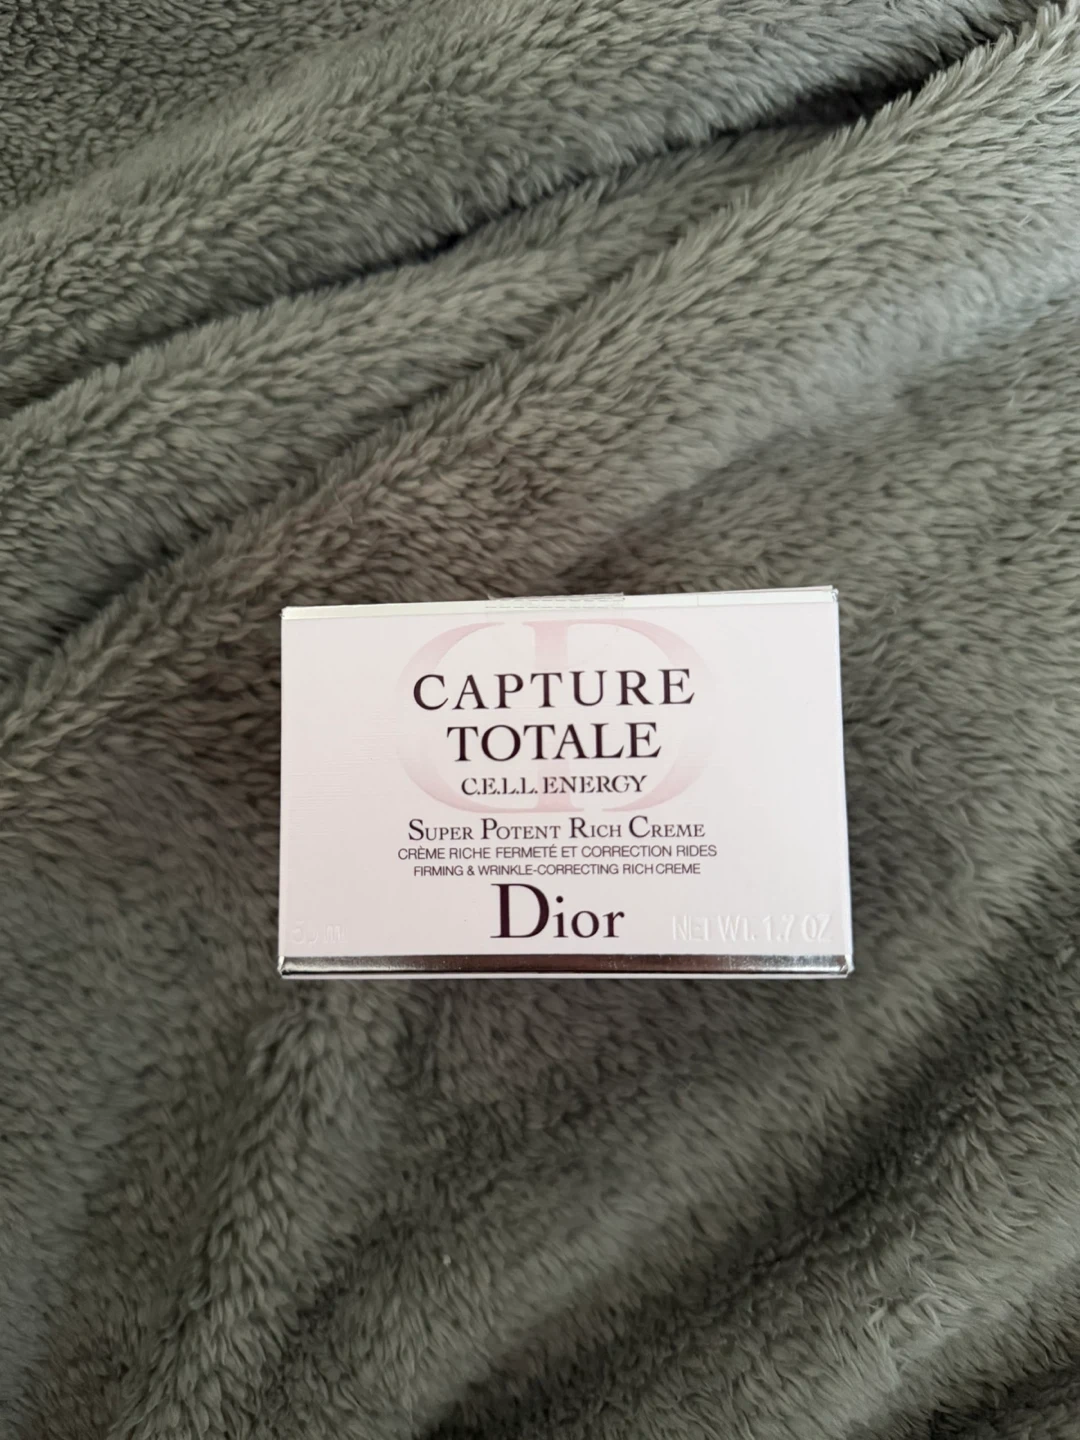 CAPTURE
TOTALE
C.E.L.L. ENERGY
SUPER POTENT RICH CREME
CRÈME RICHE FERMETÉ ET CORRECTION RIDES
FIRMING & WRINKLE-CORRECTING RICH CREME
Dior
NET WT. 1.7 OZ